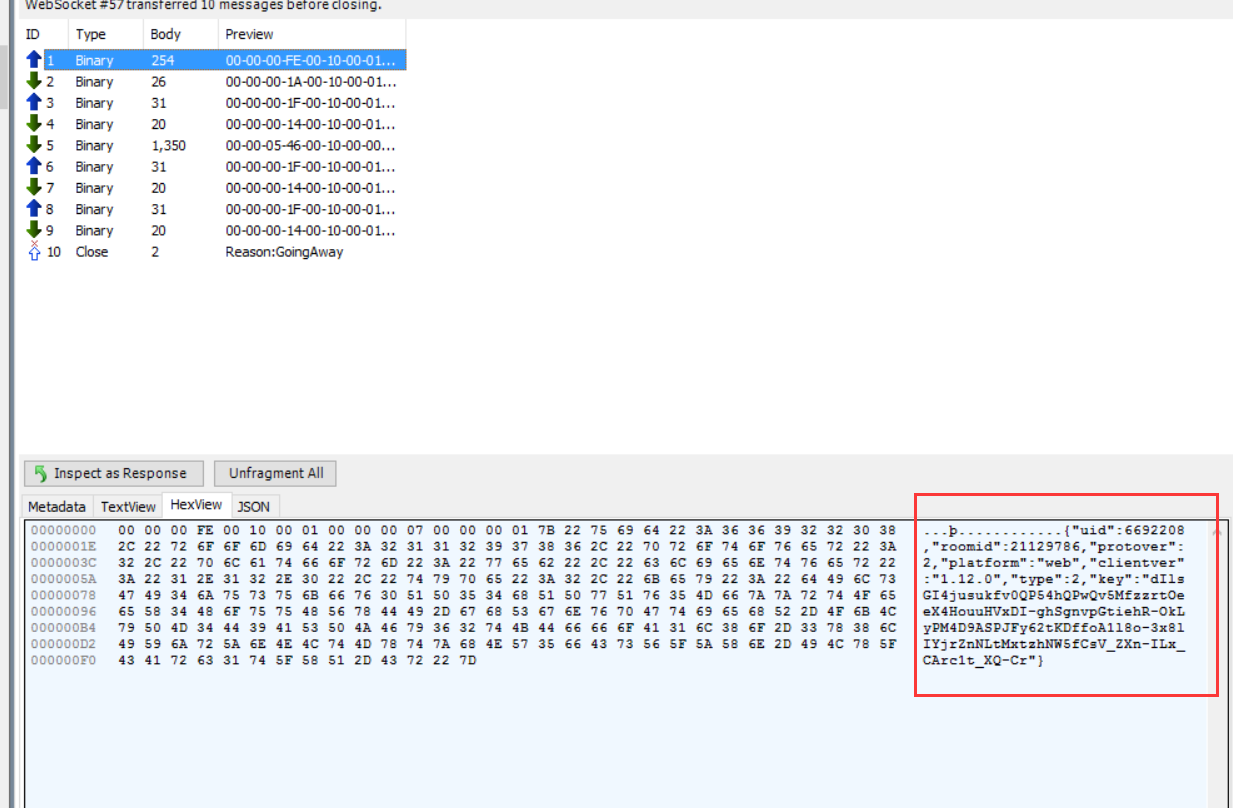 WebSocket #57 transferred 10 messages before closing.
ID Type Body Preview
1 Binary 254 00-00-00-FE-00-10-00-01...
2 Binary 26 00-00-00-1A-00-10-00-01...
3 Binary 31 00-00-00-1F-00-10-00-01...
4 Binary 20 00-00-00-14-00-10-00-01...
5 Binary 1,350 00-00-05-46-00-10-00-00...
6 Binary 31 00-00-00-1F-00-10-00-01...
7 Binary 20 00-00-00-14-00-10-00-01...
8 Binary 31 00-00-00-1F-00-10-00-01...
9 Binary 20 00-00-00-14-00-10-00-01...
10 Close 2 Reason:GoingAway
Inspect as Response Unfragment All
Metadata TextView HexView JSON
00000000 00 00 00 FE 00 10 00 01 00 00 00 07 00 00 00 01 7B 22 75 69 64 22 3A 36 36 39 32 32 30 38 ...þ............{"uid":6692208
0000001E 2C 22 72 6F 6F 6D 69 64 22 3A 32 31 31 32 39 37 38 36 2C 22 70 72 6F 74 6F 76 65 72 22 3A ,"roomid":21129786,"protover":
0000003C 32 2C 22 70 6C 61 74 66 6F 72 6D 22 3A 22 77 65 62 22 2C 22 63 6C 69 65 6E 74 76 65 72 22 2,"platform":"web","clientver"
0000005A 3A 22 31 2E 31 32 2E 30 22 2C 22 74 79 70 65 22 3A 32 2C 22 6B 65 79 22 3A 22 64 49 6C 73 :"1.12.0","type":2,"key":"dIls
00000078 47 49 34 6A 75 73 75 6B 66 76 30 51 50 35 34 68 51 50 77 51 76 35 4D 66 7A 7A 72 74 4F 65 GI4jusukfv0QP54hQPwQv5MfzzrtOe
00000096 65 58 34 48 6F 75 75 48 56 78 44 49 2D 67 68 53 67 6E 76 70 47 74 69 65 68 52 2D 4F 6B 4C eX4HouuHVxDI-ghSgnvpGtiehR-OkL
000000B4 79 50 4D 34 44 39 41 53 50 4A 46 79 36 32 74 4B 44 66 66 6F 41 31 6C 38 6F 2D 33 78 38 6C yPM4D9ASPJFy62tKDffoA1l8o-3x8l
000000D2 49 59 6A 72 5A 6E 4E 4C 74 4D 78 74 7A 68 4E 57 35 66 43 73 56 5F 5A 58 6E 2D 49 4C 78 5F IYjrZnNLtMxtzhNW5fCsV_ZXn-ILx_
000000F0 43 41 72 63 31 74 5F 58 51 2D 43 72 22 7D CArc1t_XQ-Cr"}